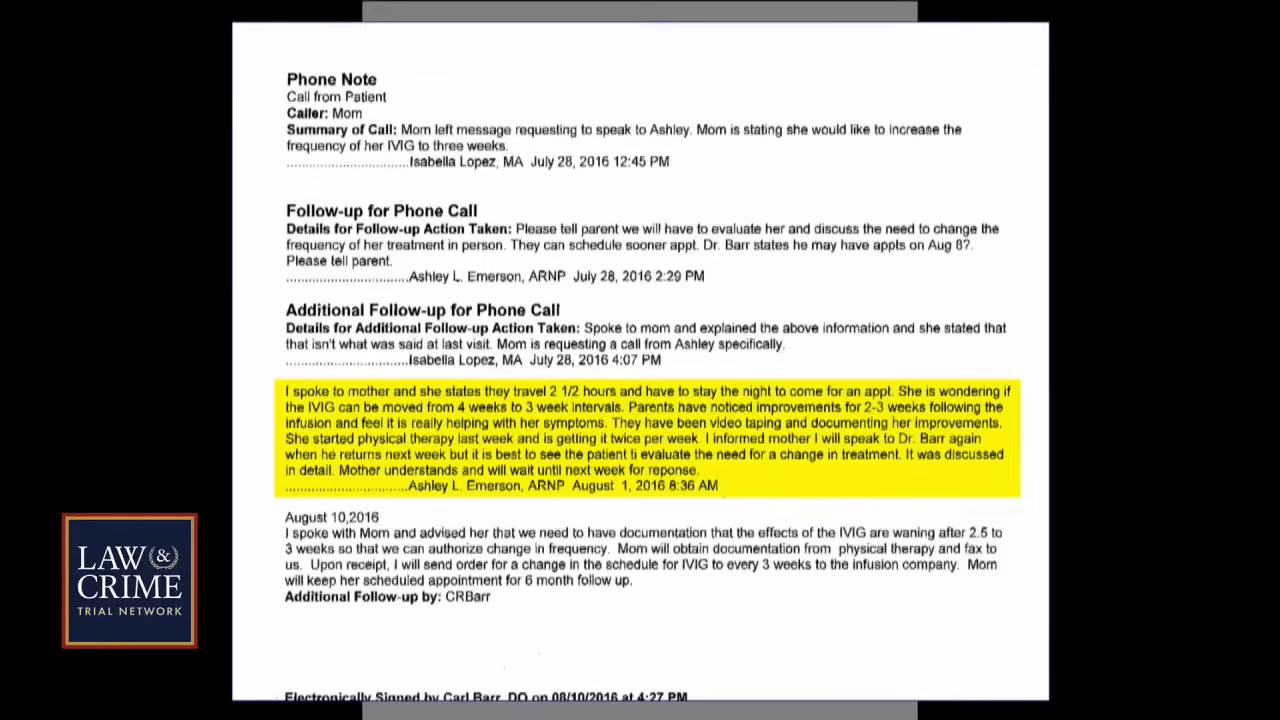 Phone Note
Call from Patient
Caller: Mom
Summary of Call: Mom left message requesting to speak to Ashley. Mom is stating she would like to increase the
frequency of her IVIG to three weeks.
................................Isabella Lopez, MA July 28, 2016 12:45 PM
Follow-up for Phone Call
Details for Follow-up Action Taken: Please tell parent we will have to evaluate her and discuss the need to change the
frequency of her treatment in person. They can schedule sooner appt. Dr. Barr states he may have appts on Aug 8?.
Please tell parent.
................................Ashley L. Emerson, ARNP July 28, 2016 2:29 PM
Additional Follow-up for Phone Call
Details for Additional Follow-up Action Taken: Spoke to mom and explained the above information and she stated that
that isn't what was said at last visit. Mom is requesting a call from Ashley specifically.
................................Isabella Lopez, MA July 28, 2016 4:07 PM
I spoke to mother and she states they travel 2 1/2 hours and have to stay the night to come for an appt. She is wondering if
the IVIG can be moved from 4 weeks to 3 week intervals. Parents have noticed improvements for 2-3 weeks following the
infusion and feel it is really helping with her symptoms. They have been video taping and documenting her improvements.
She started physical therapy last week and is getting it twice per week. I informed mother I will speak to Dr. Barr again
when he returns next week but it is best to see the patient ti evaluate the need for a change in treatment. It was discussed
in detail. Mother understands and will wait until next week for reponse.
................................Ashley L. Emerson, ARNP August 1, 2016 8:36 AM
August 10,2016
I spoke with Mom and advised her that we need to have documentation that the effects of the IVIG are waning after 2.5 to
3 weeks so that we can authorize change in frequency. Mom will obtain documentation from physical therapy and fax to
us. Upon receipt, I will send order for a change in the schedule for IVIG to every 3 weeks to the infusion company. Mom
will keep her scheduled appointment for 6 month follow up.
Additional Follow-up by: CRBarr
Electronically Signed by Carl Barr, DO on 08/10/2016 at 4:27 PM
LAW &
CRIME
TRIAL NETWORK